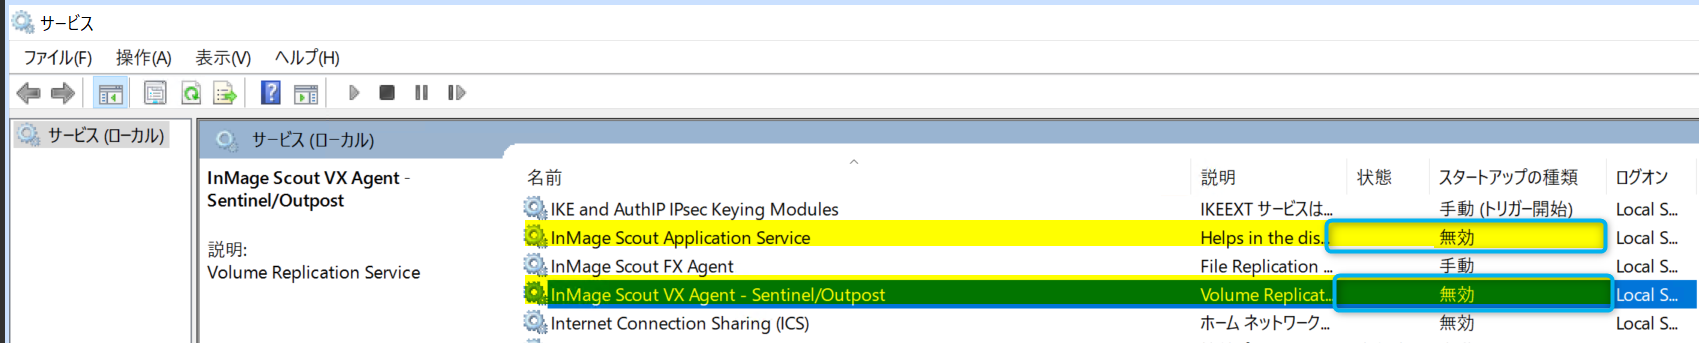 サービス
ファイル(F) 操作(A) 表示(V) ヘルプ(H)
サービス (ローカル)
サービス (ローカル)
InMage Scout VX Agent -
Sentinel/Outpost
説明:
Volume Replication Service
名前 説明 状態 スタートアップの種類 ログオン
IKE and AuthIP IPsec Keying Modules IKEEXT サービスは... 手動 (トリガー開始) Local S...
InMage Scout Application Service Helps in the dis... 無効 Local S...
InMage Scout FX Agent File Replication ... 手動 Local S...
InMage Scout VX Agent - Sentinel/Outpost Volume Replicat... 無効 Local S...
Internet Connection Sharing (ICS) ホーム ネットワーク... 無効 Local S...